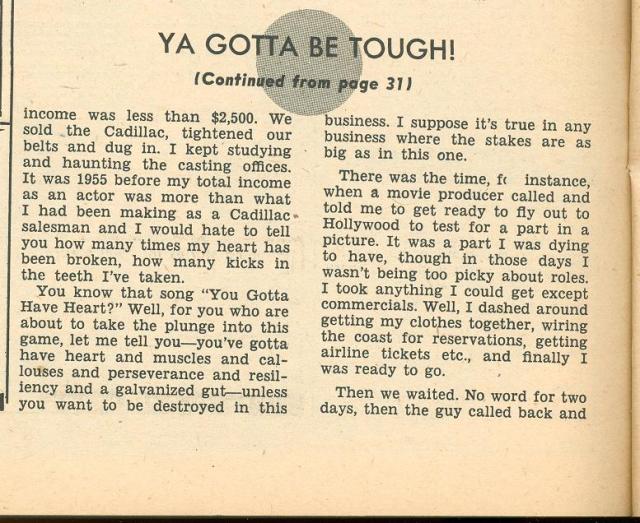 YA GOTTA BE TOUGH!
(Continued from page 31)
income was less than $2,500. We
sold the Cadillac, tightened our
belts and dug in. I kept studying
and haunting the casting offices.
It was 1955 before my total income
as an actor was more than what
I had been making as a Cadillac
salesman and I would hate to tell
you how many times my heart has
been broken, how many kicks in
the teeth I've taken.
You know that song "You Gotta
Have Heart?" Well, for you who are
about to take the plunge into this
game, let me tell you—you've gotta
have heart and muscles and cal-
louses and perseverance and resil-
iency and a galvanized gut—unless
you want to be destroyed in this
business. I suppose it's true in any
business where the stakes are as
big as in this one.
There was the time, instance,
when a movie producer called and
told me to get ready to fly out to
Hollywood to test for a part in a
picture. It was a part I was dying
to have, though in those days I
wasn't being too picky about roles.
I took anything I could get except
commercials. Well, I dashed around
getting my clothes together, wiring
the coast for reservations, getting
airline tickets etc., and finally I
was ready to go.
Then we waited. No word for two
days, then the guy called back and